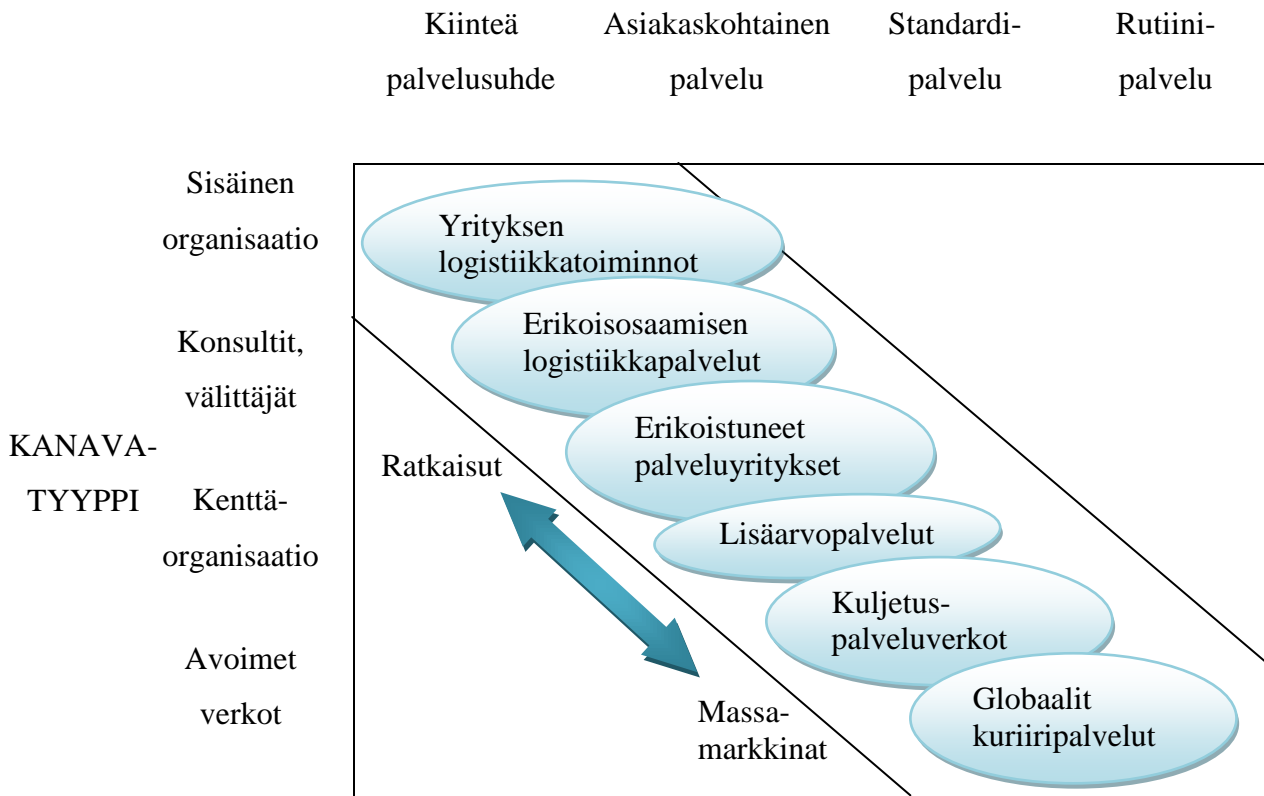 Kiinteä
palvelusuhde
Asiakaskohtainen
palvelu
Standardi-
palvelu
Rutiini-
palvelu
Sisäinen
organisaatio
Konsultit,
välittäjät
KANAVA-
TYYPPI
Kenttä-
organisaatio
Avoimet
verkot
Yrityksen
logistiikkatoiminnot
Erikoisosaamisen
logistiikkapalvelut
Erikoistuneet
palveluyritykset
Ratkaisut
Lisäarvopalvelut
Kuljetus-
palveluverkot
Massa-
markkinat
Globaalit
kuriiripalvelut